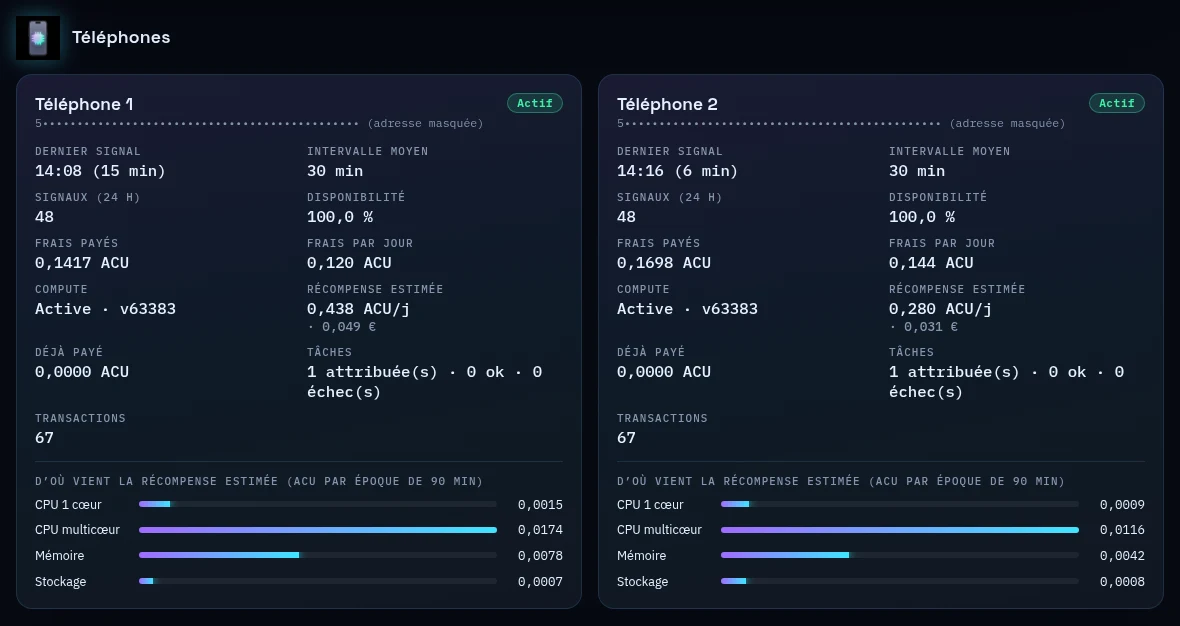 Téléphones
Téléphone 1
Actif
5•••••••••••••••••••••••••••••••••••••••••••••• (adresse masquée)
DERNIER SIGNAL
14:08 (15 min)
INTERVALLE MOYEN
30 min
SIGNAUX (24 H)
48
DISPONIBILITÉ
100,0 %
FRAIS PAYÉS
0,1417 ACU
FRAIS PAR JOUR
0,120 ACU
COMPUTE
Active · v63383
RÉCOMPENSE ESTIMÉE
0,438 ACU/j
· 0,049 €
DÉJÀ PAYÉ
0,0000 ACU
TÂCHES
1 attribuée(s) · 0 ok · 0
échec(s)
TRANSACTIONS
67
D’OÙ VIENT LA RÉCOMPENSE ESTIMÉE (ACU PAR ÉPOQUE DE 90 MIN)
CPU 1 cœur 0,0015
CPU multicœur 0,0174
Mémoire 0,0078
Stockage 0,0007
Téléphone 2
Actif
5•••••••••••••••••••••••••••••••••••••••••••••• (adresse masquée)
DERNIER SIGNAL
14:16 (6 min)
INTERVALLE MOYEN
30 min
SIGNAUX (24 H)
48
DISPONIBILITÉ
100,0 %
FRAIS PAYÉS
0,1698 ACU
FRAIS PAR JOUR
0,144 ACU
COMPUTE
Active · v63383
RÉCOMPENSE ESTIMÉE
0,280 ACU/j
· 0,031 €
DÉJÀ PAYÉ
0,0000 ACU
TÂCHES
1 attribuée(s) · 0 ok · 0
échec(s)
TRANSACTIONS
67
D’OÙ VIENT LA RÉCOMPENSE ESTIMÉE (ACU PAR ÉPOQUE DE 90 MIN)
CPU 1 cœur 0,0009
CPU multicœur 0,0116
Mémoire 0,0042
Stockage 0,0008